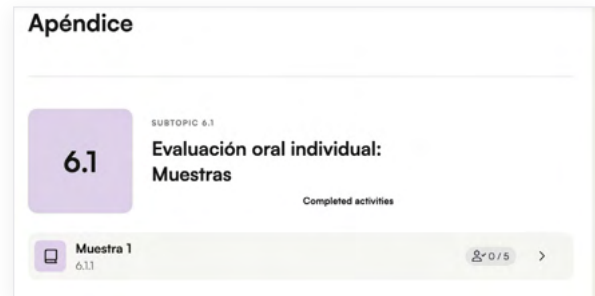 Apéndice
SUBTOPIC 6.1
6.1
Evaluación oral individual:
Muestras
Completed activities
Muestra 1
6.1.1
0 / 5